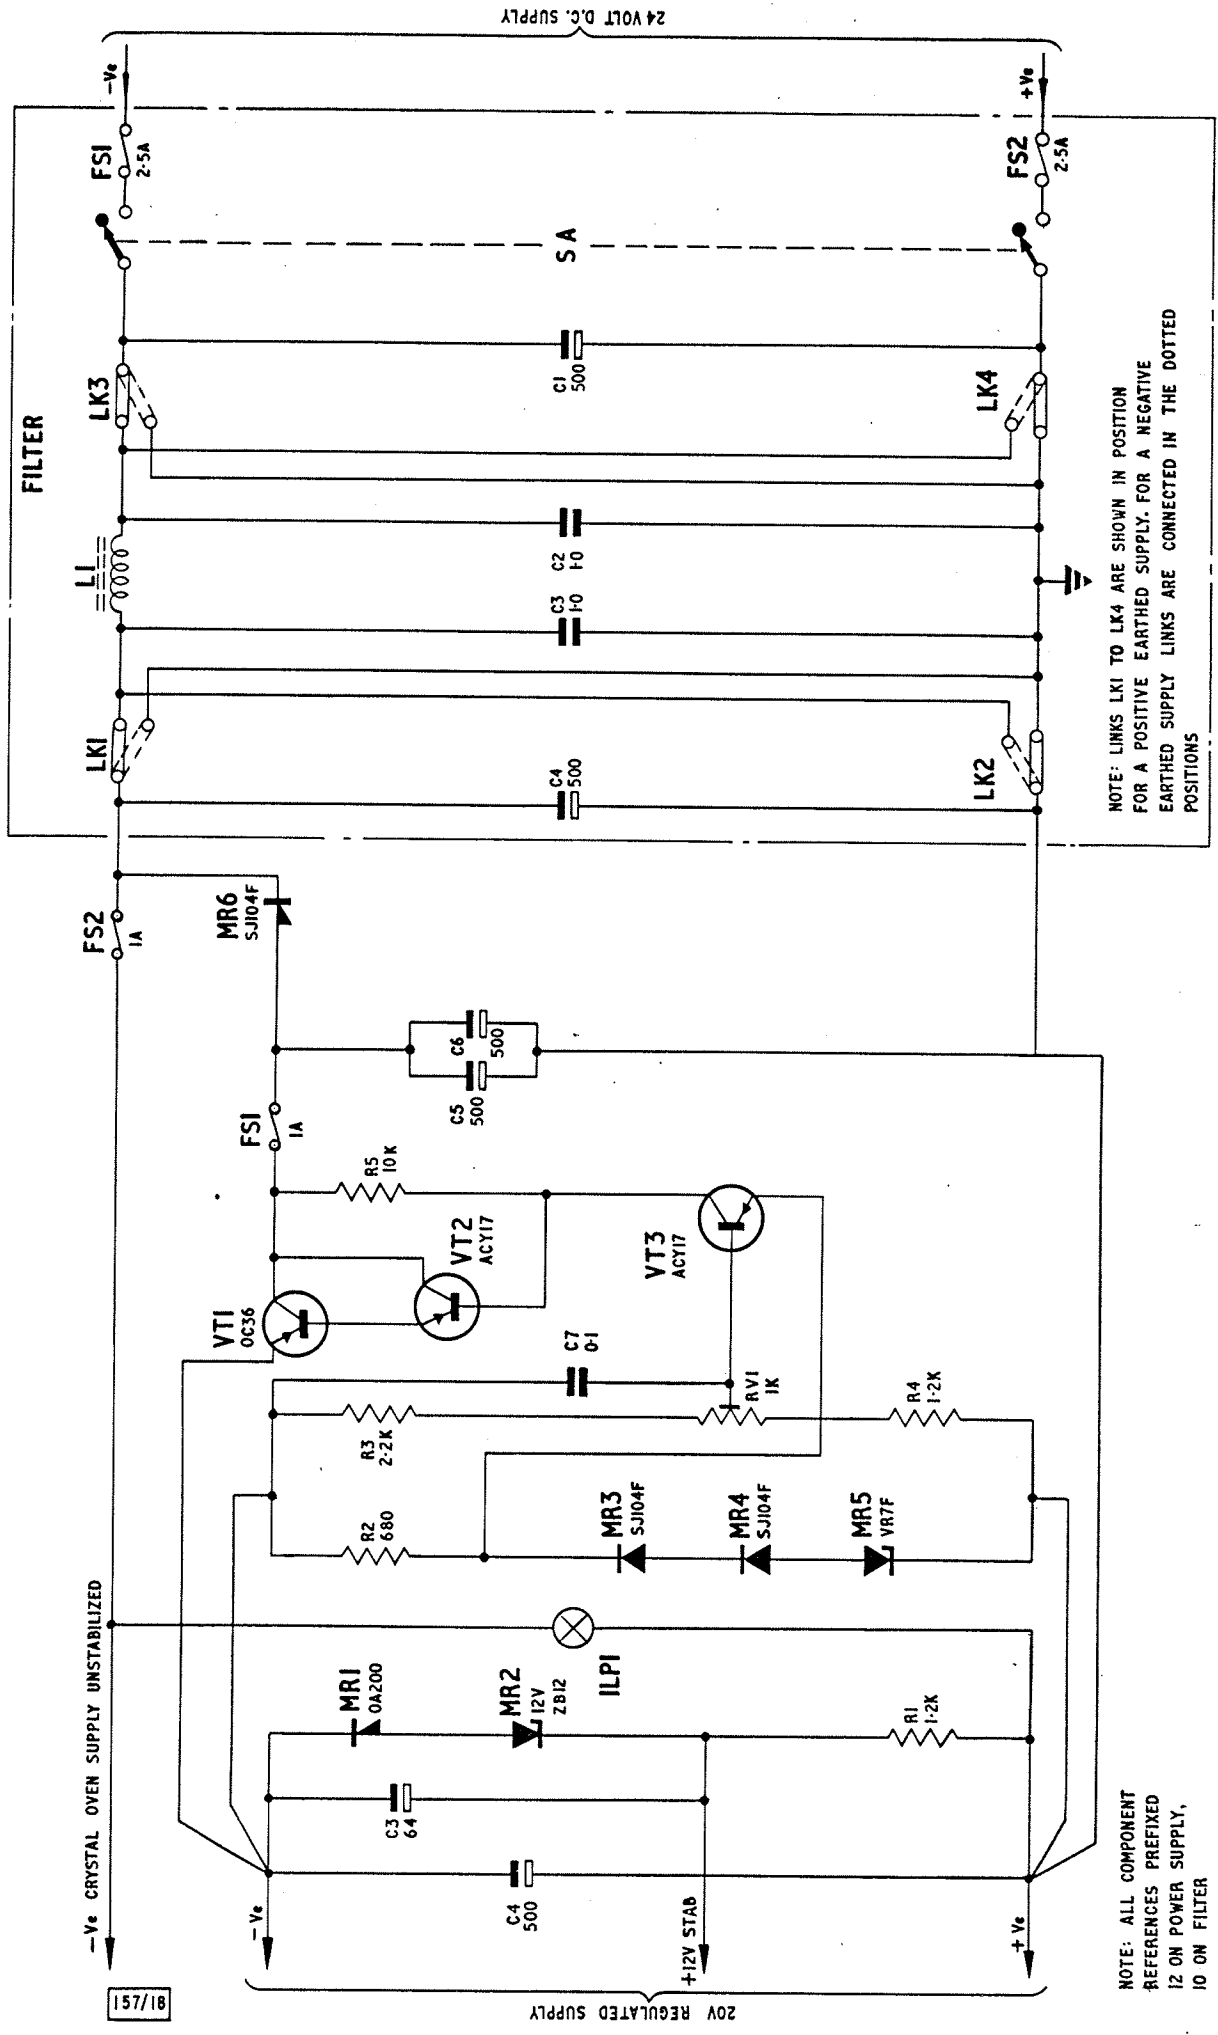 157/18
—Ve CRYSTAL OVEN SUPPLY UNSTABILIZED
20V REGULATED SUPPLY
—Ve
+12V STAB
+Ve
C4
500
C3
64
MR1
OA200
MR2
12V
ZB12
R1
1·2K
ILP1
R2
680
MR3
SJ104F
MR4
SJ104F
MR5
VR7F
R3
2·2K
RV1
1K
R4
1·2K
C7
0·1
VT1
OC36
VT2
ACY17
VT3
ACY17
R5
10K
FS1
1A
C5
500
C6
500
FS2
1A
MR6
SJ104F
FILTER
C4
500
LK1
LK2
L1
C3
1·0
C2
1·0
LK3
LK4
C1
500
SA
FS1
2·5A
FS2
2·5A
—Ve
+Ve
24 VOLT D.C. SUPPLY
NOTE: LINKS LK1 TO LK4 ARE SHOWN IN POSITION
FOR A POSITIVE EARTHED SUPPLY. FOR A NEGATIVE
EARTHED SUPPLY LINKS ARE CONNECTED IN THE DOTTED
POSITIONS
NOTE: ALL COMPONENT
REFERENCES PREFIXED
12 ON POWER SUPPLY,
10 ON FILTER